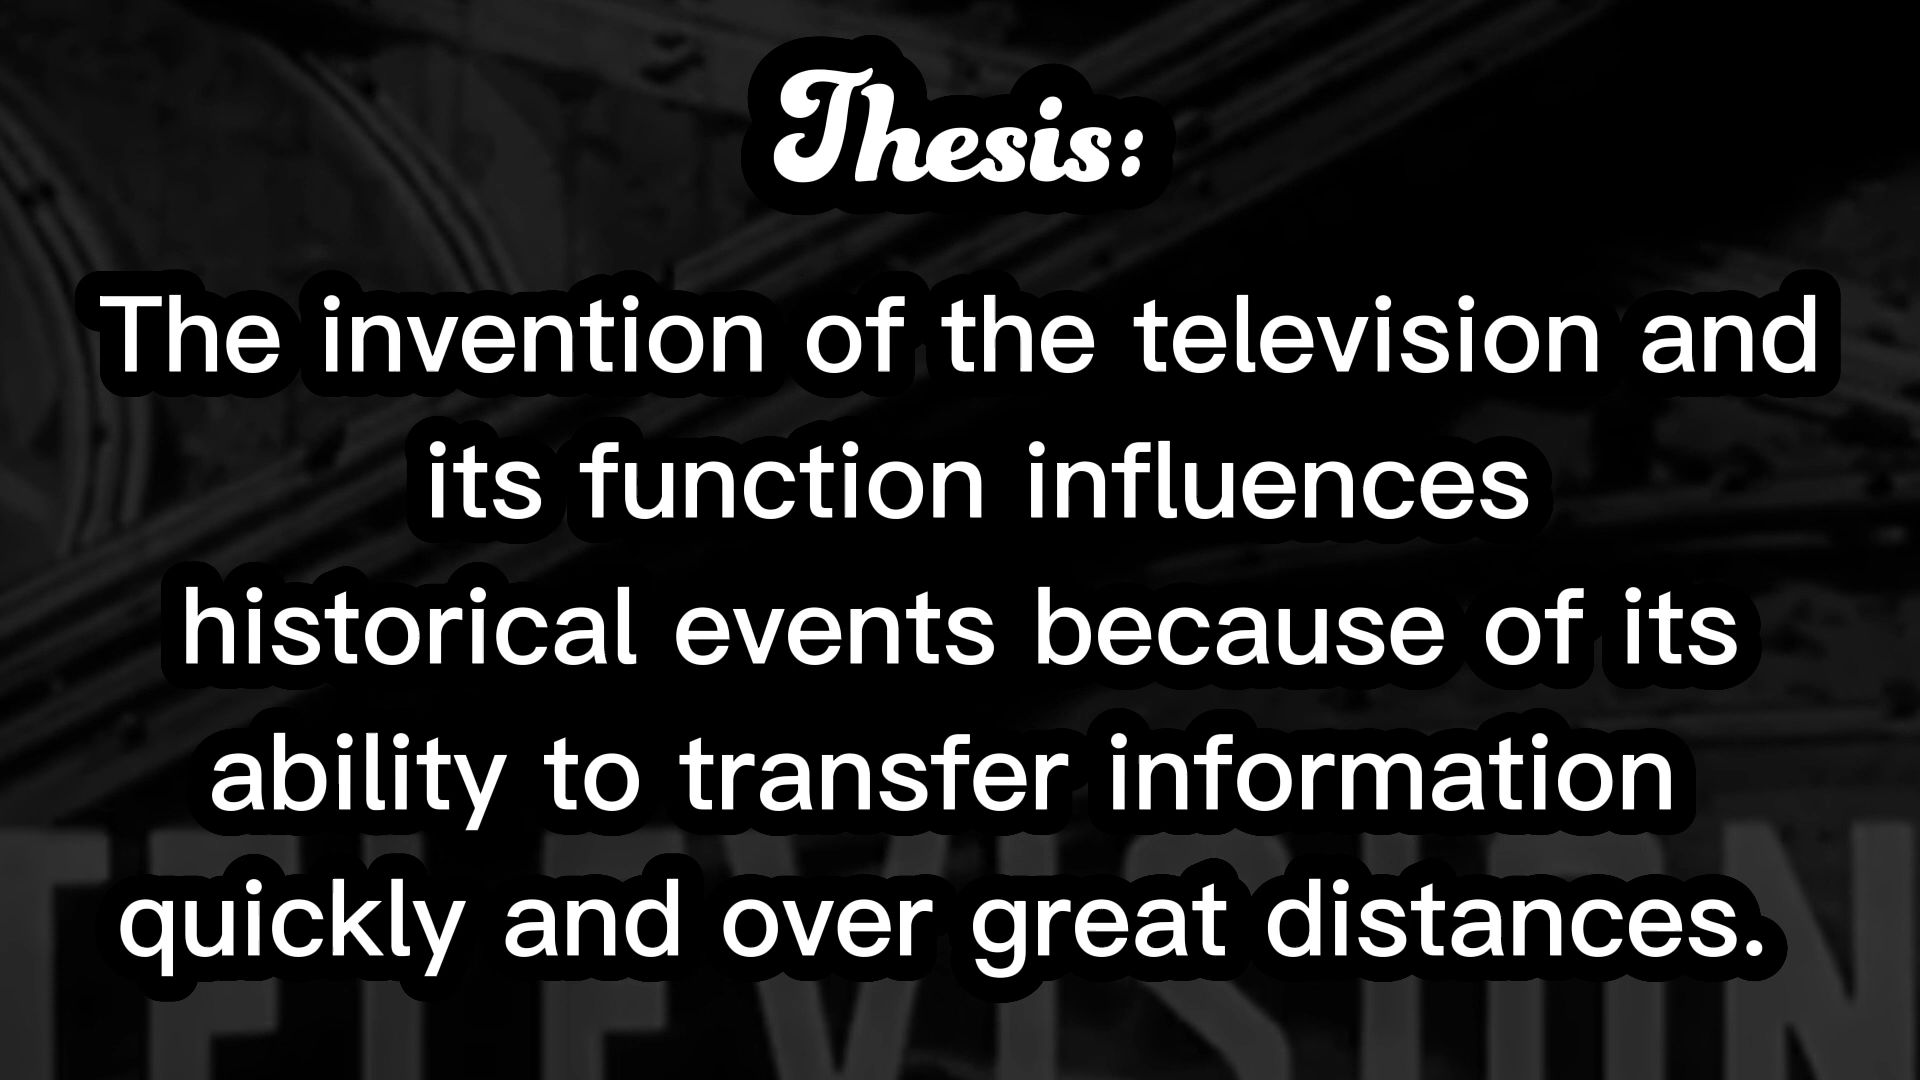 Thesis:
The invention of the television and
its function influences
historical events because of its
ability to transfer information
quickly and over great distances.
TELEVISION